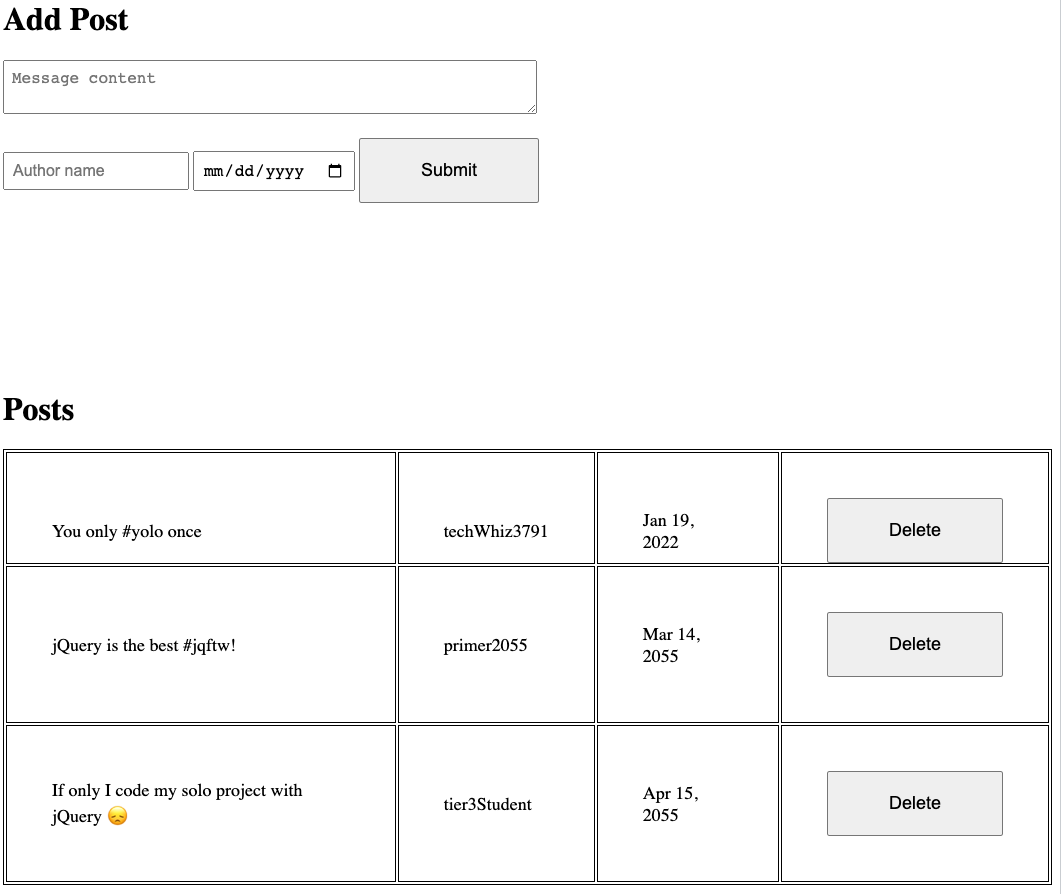 Add Post
Message content
Author name mm/dd/yyyy Submit
Posts
You only #yolo once techWhiz3791 Jan 19,
2022 Delete
jQuery is the best #jqftw! primer2055 Mar 14,
2055 Delete
If only I code my solo project with
jQuery 😞 tier3Student Apr 15,
2055 Delete